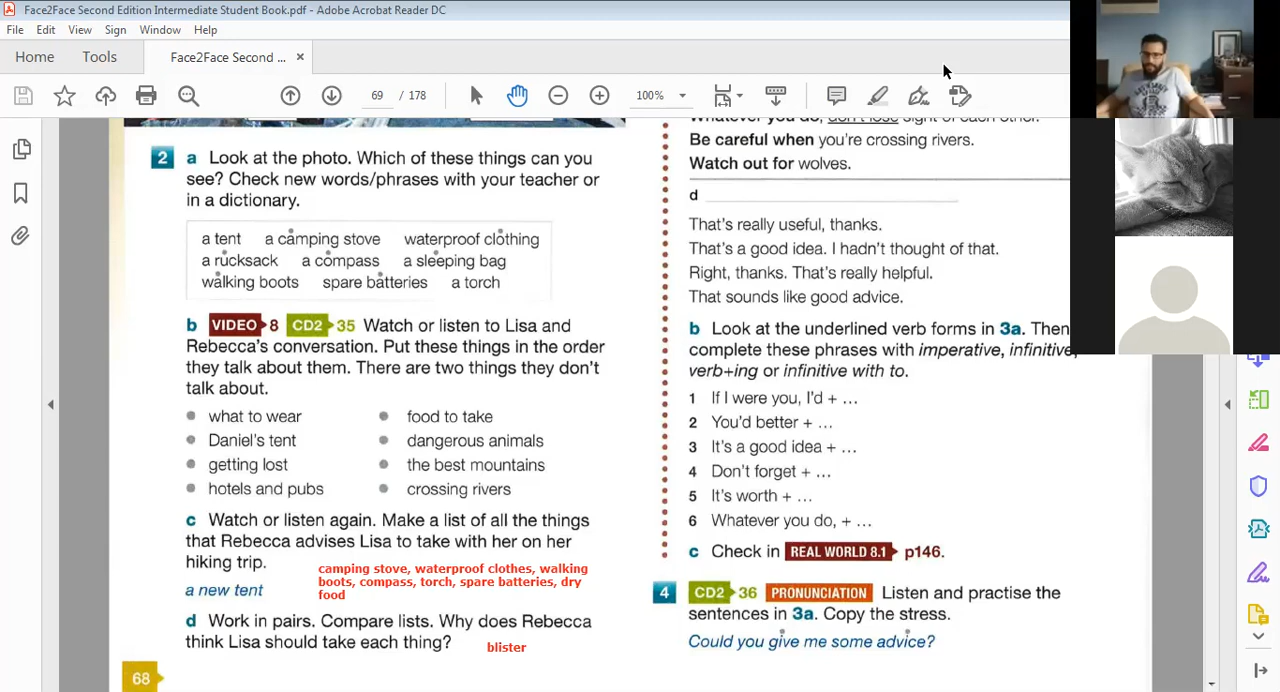 Face2Face Second Edition Intermediate Student Book.pdf - Adobe Acrobat Reader DC
File Edit View Sign Window Help
Home Tools Face2Face Second ... ×
69 / 178 100%
2 a Look at the photo. Which of these things can you
see? Check new words/phrases with your teacher or
in a dictionary.
a tent a camping stove waterproof clothing
a rucksack a compass a sleeping bag
walking boots spare batteries a torch
b VIDEO 8 CD2 35 Watch or listen to Lisa and
Rebecca's conversation. Put these things in the order
they talk about them. There are two things they don't
talk about.
what to wear food to take
Daniel's tent dangerous animals
getting lost the best mountains
hotels and pubs crossing rivers
c Watch or listen again. Make a list of all the things
that Rebecca advises Lisa to take with her on her
hiking trip.
a new tent
camping stove, waterproof clothes, walking
boots, compass, torch, spare batteries, dry
food
d Work in pairs. Compare lists. Why does Rebecca
think Lisa should take each thing?
blister
68
Whatever you do, don't lose sight of each other.
Be careful when you're crossing rivers.
Watch out for wolves.
d
That's really useful, thanks.
That's a good idea. I hadn't thought of that.
Right, thanks. That's really helpful.
That sounds like good advice.
b Look at the underlined verb forms in 3a. Then
complete these phrases with imperative, infinitive,
verb+ing or infinitive with to.
1 If I were you, I'd + ...
2 You'd better + ...
3 It's a good idea + ...
4 Don't forget + ...
5 It's worth + ...
6 Whatever you do, + ...
c Check in REAL WORLD 8.1 p146.
4 CD2 36 PRONUNCIATION Listen and practise the
sentences in 3a. Copy the stress.
Could you give me some advice?